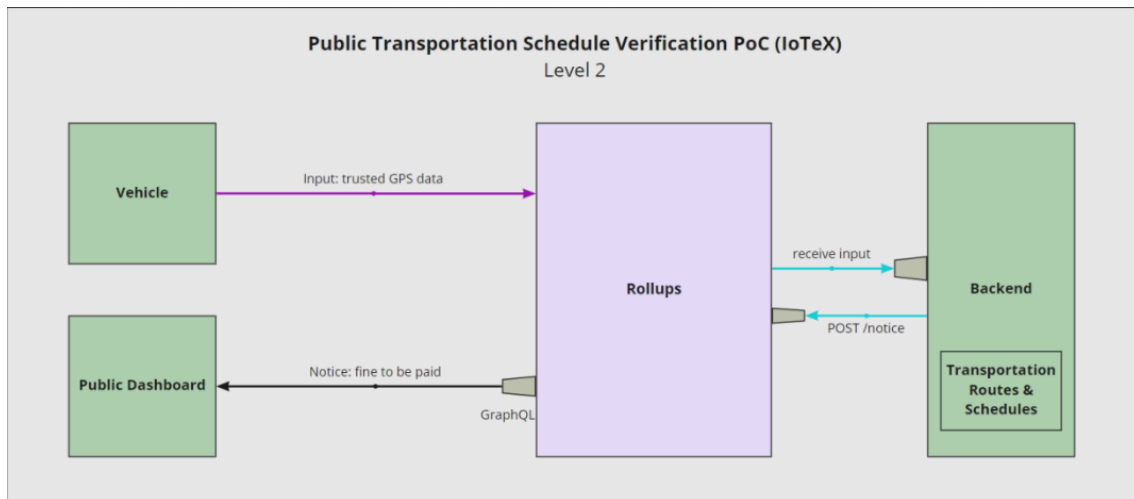 Public Transportation Schedule Verification PoC (IoTeX)
Level 2
Vehicle
Input: trusted GPS data
Rollups
receive input
Backend
POST /notice
Public Dashboard
Notice: fine to be paid
GraphQL
Transportation
Routes &
Schedules